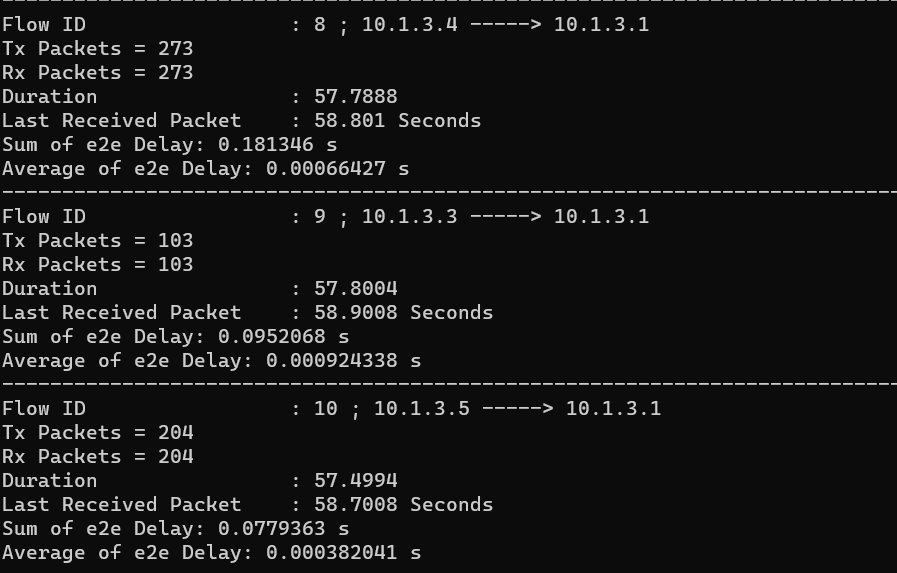 Flow ID                 : 8 ; 10.1.3.4 -----> 10.1.3.1
Tx Packets = 273
Rx Packets = 273
Duration                : 57.7888
Last Received Packet    : 58.801 Seconds
Sum of e2e Delay: 0.181346 s
Average of e2e Delay: 0.00066427 s
---------------------------------------------------------------------------
Flow ID                 : 9 ; 10.1.3.3 -----> 10.1.3.1
Tx Packets = 103
Rx Packets = 103
Duration                : 57.8004
Last Received Packet    : 58.9008 Seconds
Sum of e2e Delay: 0.0952068 s
Average of e2e Delay: 0.000924338 s
---------------------------------------------------------------------------
Flow ID                 : 10 ; 10.1.3.5 -----> 10.1.3.1
Tx Packets = 204
Rx Packets = 204
Duration                : 57.4994
Last Received Packet    : 58.7008 Seconds
Sum of e2e Delay: 0.0779363 s
Average of e2e Delay: 0.000382041 s